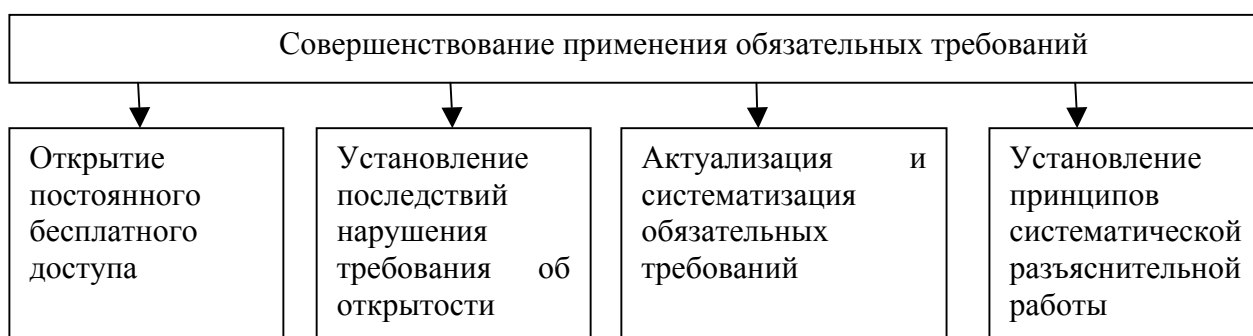 Совершенствование применения обязательных требований
Открытие
постоянного
бесплатного
доступа
Установление
последствий
нарушения
требования об
открытости
Актуализация и
систематизация
обязательных
требований
Установление
принципов
систематической
разъяснительной
работы